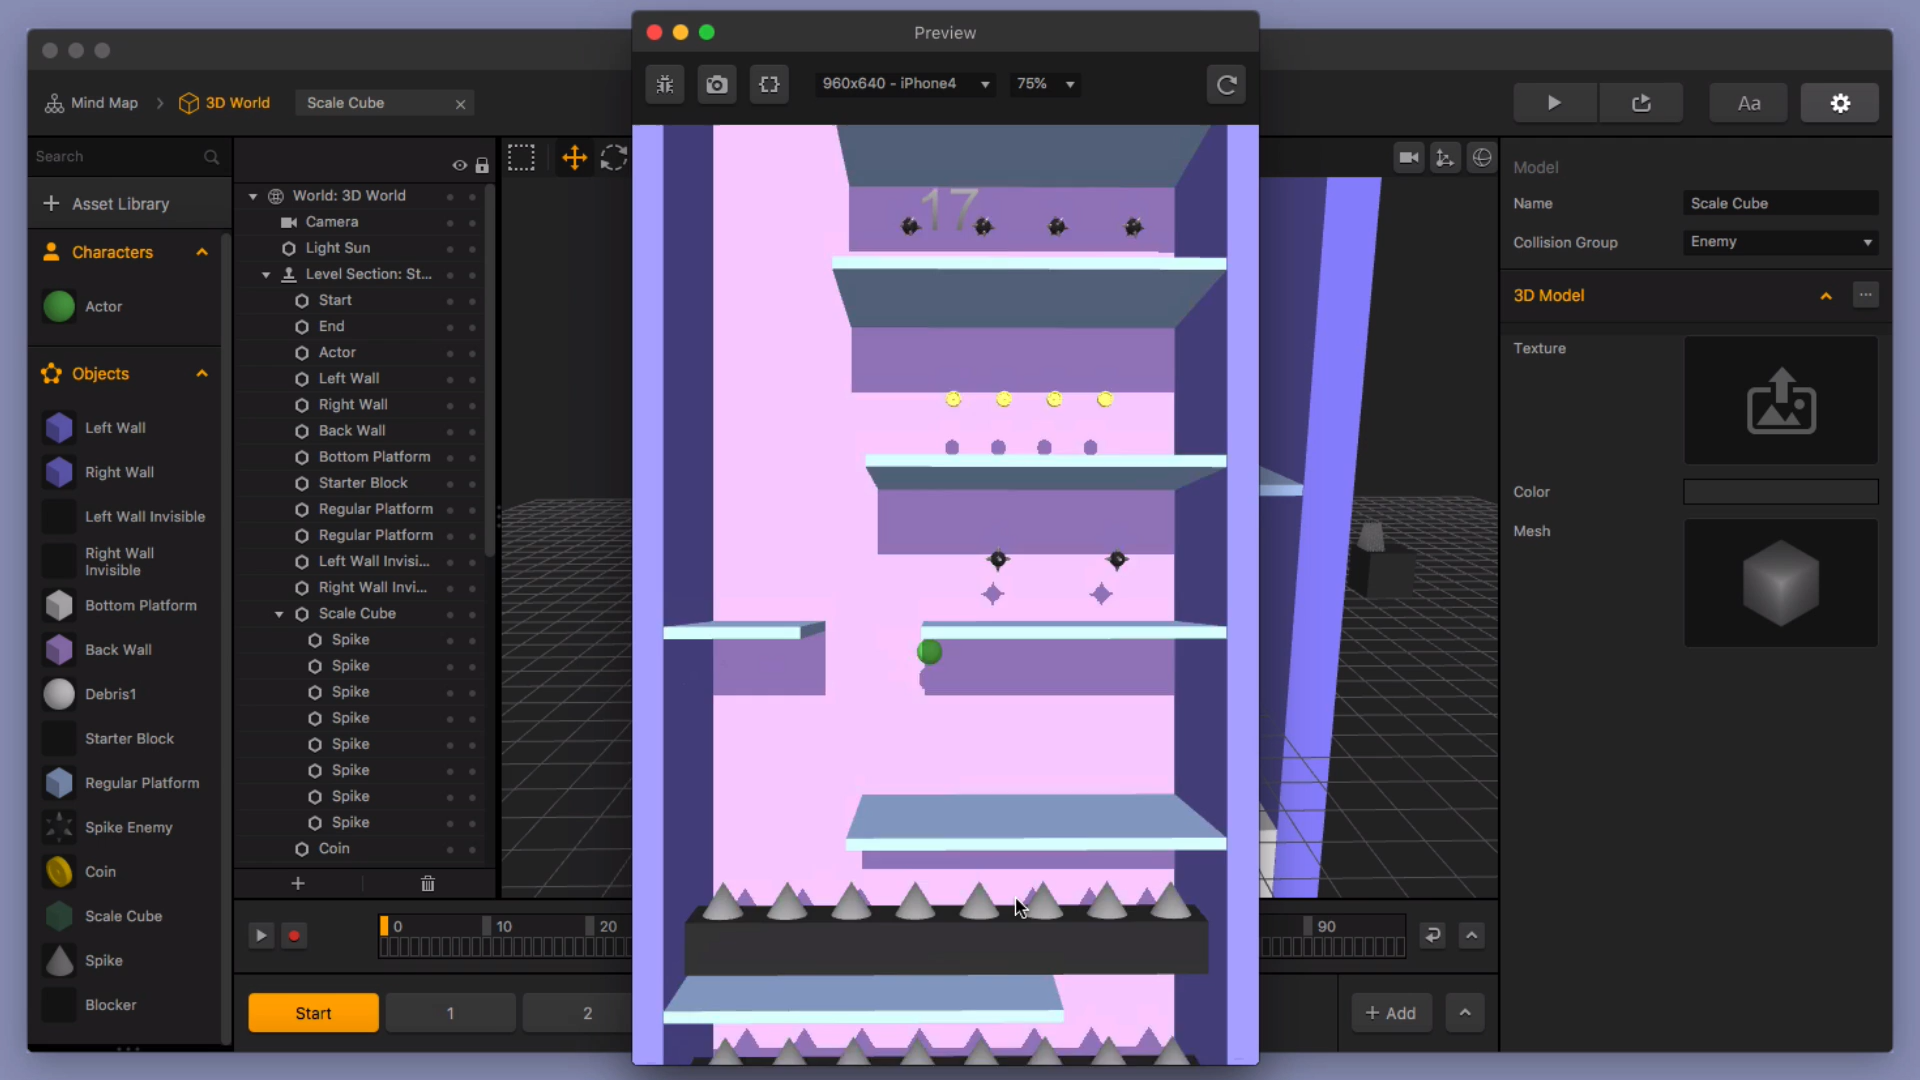 Preview
960x640 - iPhone4
75%
Mind Map
3D World
Scale Cube
Aa
Search
Asset Library
Characters
Actor
Objects
Left Wall
Right Wall
Left Wall Invisible
Right Wall
Invisible
Bottom Platform
Back Wall
Debris1
Starter Block
Regular Platform
Spike Enemy
Coin
Scale Cube
Spike
Blocker
World: 3D World
Camera
Light Sun
Level Section: St...
Start
End
Actor
Left Wall
Right Wall
Back Wall
Bottom Platform
Starter Block
Regular Platform
Regular Platform
Left Wall Invisi...
Right Wall Invi...
Scale Cube
Spike
Spike
Spike
Spike
Spike
Spike
Spike
Spike
Coin
17
Model
Name
Scale Cube
Collision Group
Enemy
3D Model
Texture
Color
Mesh
0
10
20
90
Start
1
2
+ Add